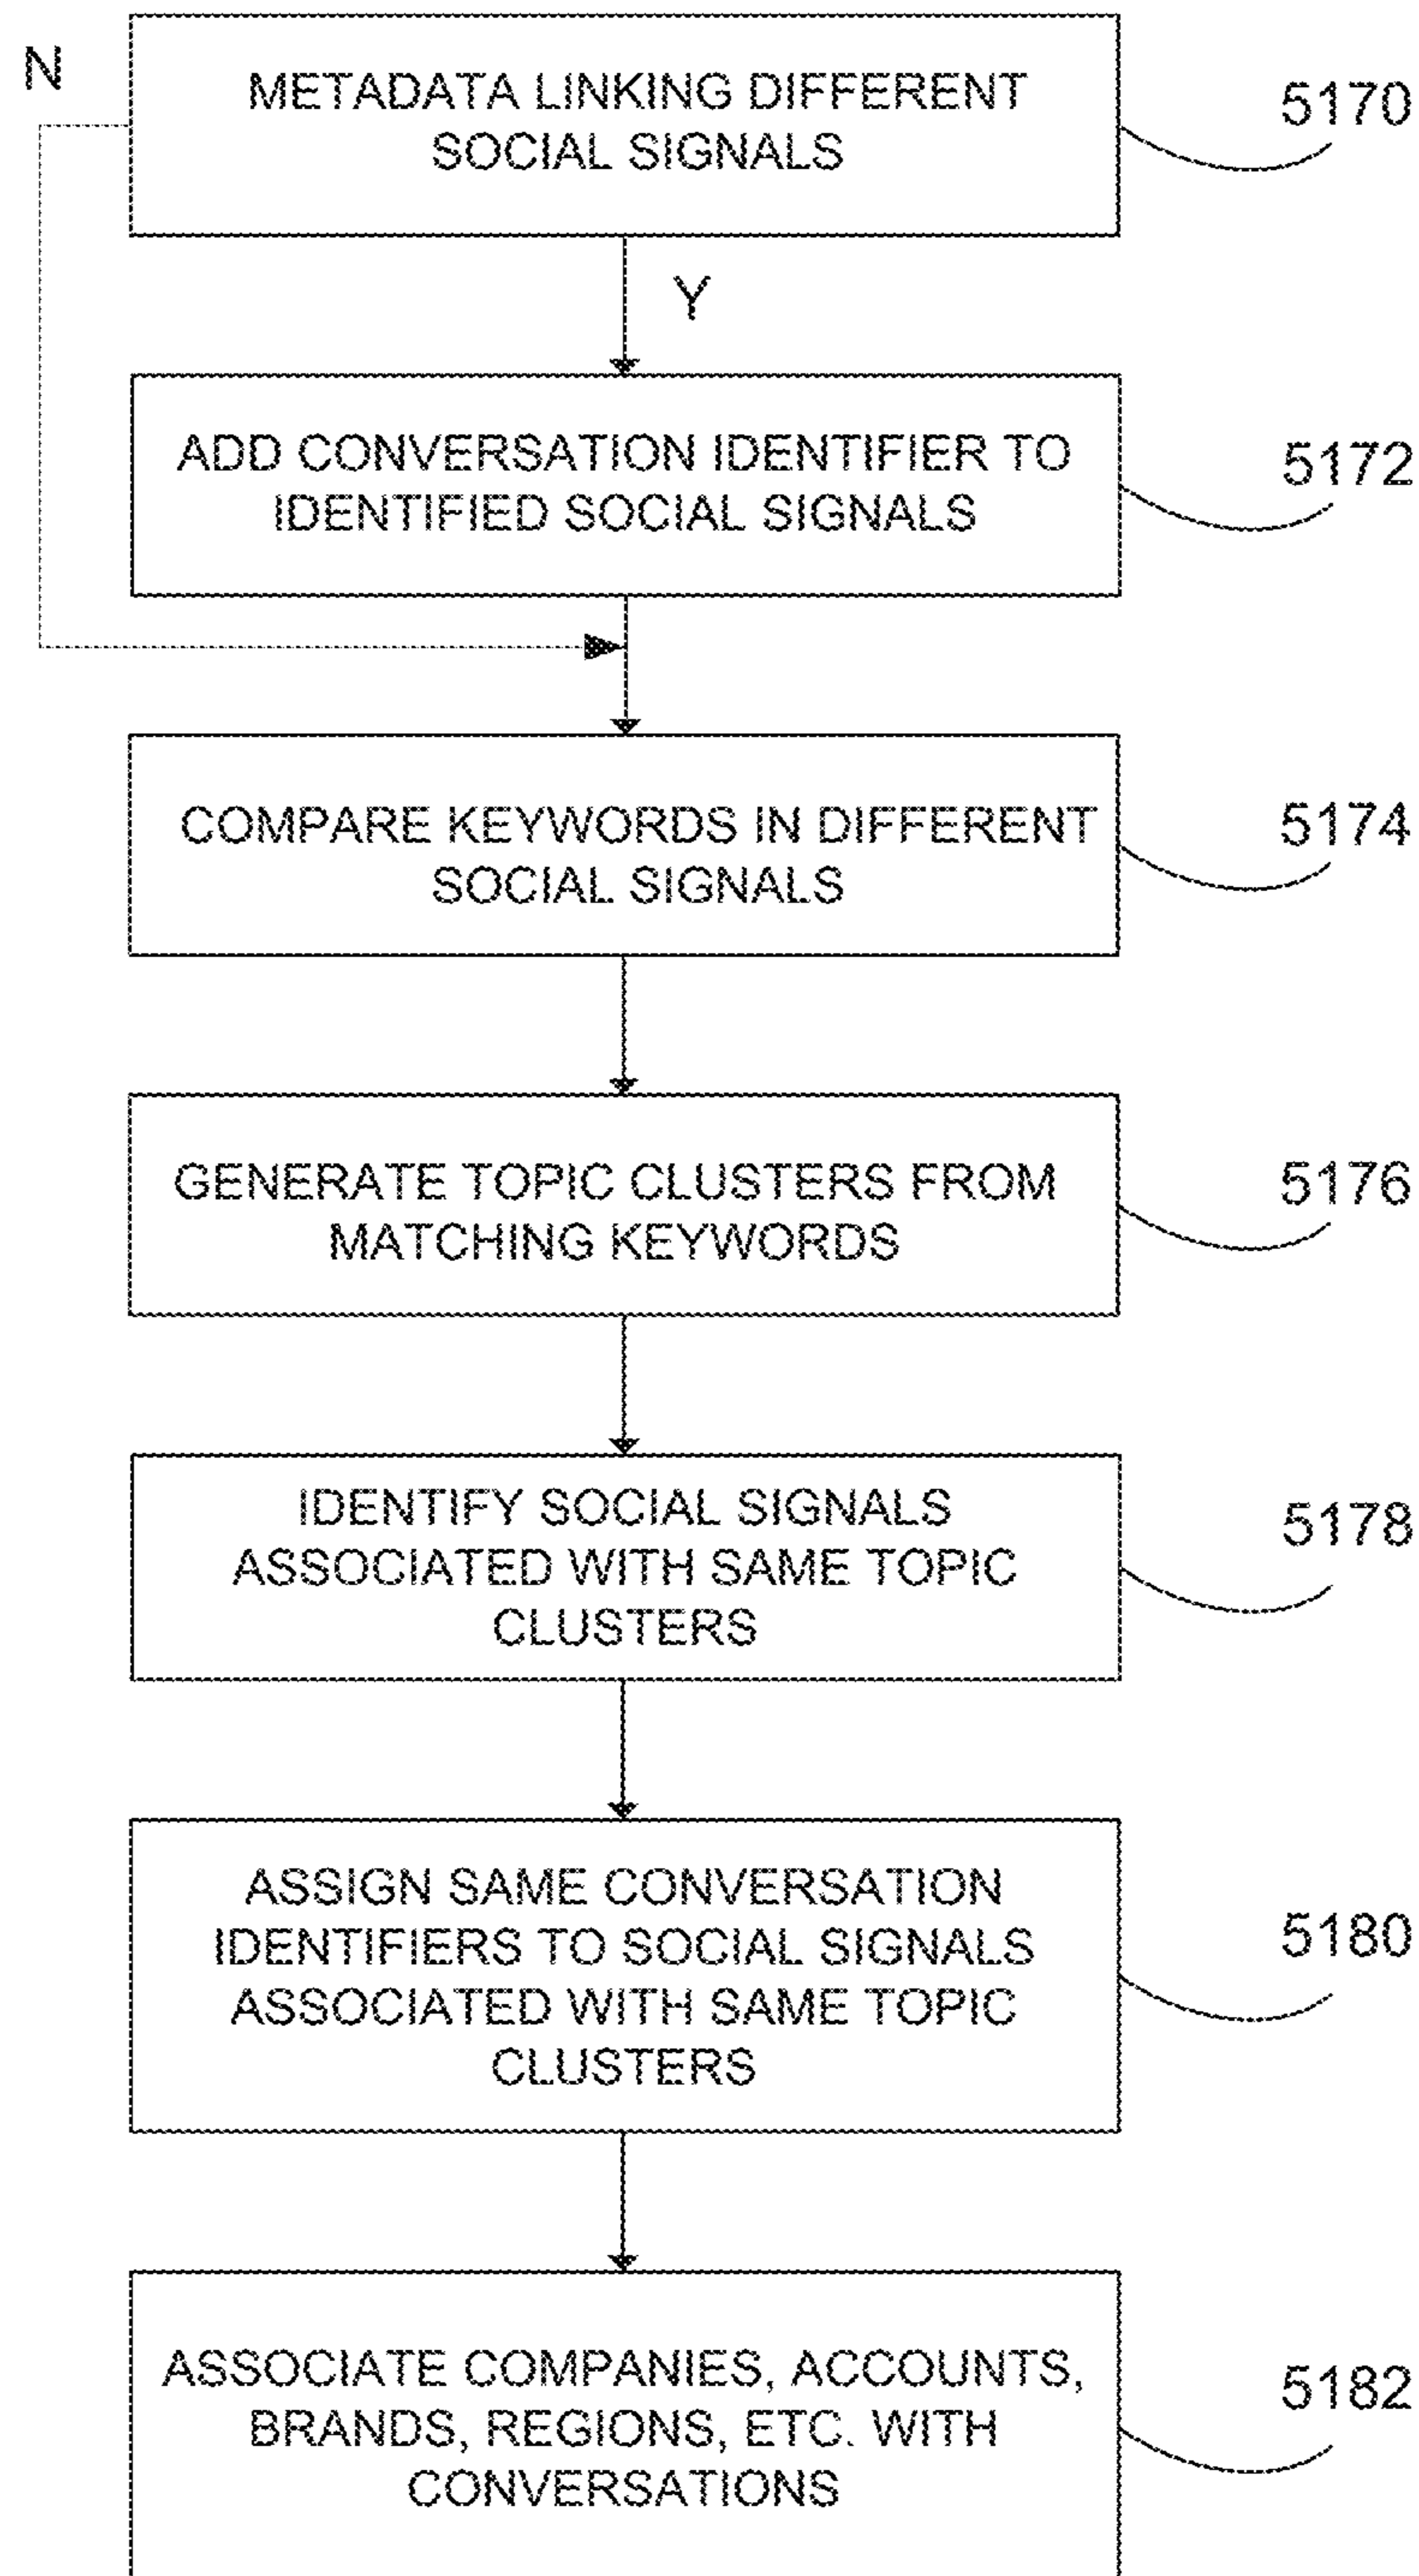 N
METADATA LINKING DIFFERENT
SOCIAL SIGNALS
5170
Y
ADD CONVERSATION IDENTIFIER TO
IDENTIFIED SOCIAL SIGNALS
5172
COMPARE KEYWORDS IN DIFFERENT
SOCIAL SIGNALS
5174
GENERATE TOPIC CLUSTERS FROM
MATCHING KEYWORDS
5176
IDENTIFY SOCIAL SIGNALS
ASSOCIATED WITH SAME TOPIC
CLUSTERS
5178
ASSIGN SAME CONVERSATION
IDENTIFIERS TO SOCIAL SIGNALS
ASSOCIATED WITH SAME TOPIC
CLUSTERS
5180
ASSOCIATE COMPANIES, ACCOUNTS,
BRANDS, REGIONS, ETC. WITH
CONVERSATIONS
5182